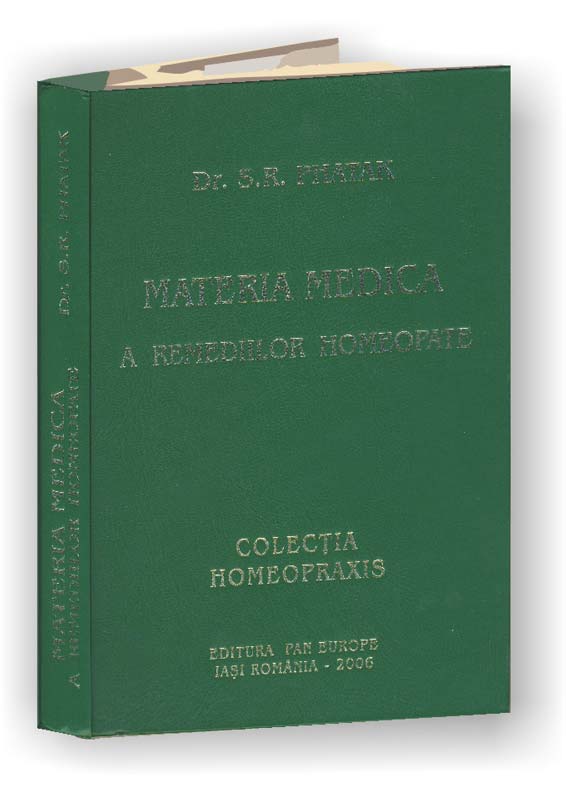 Dr. S.R. PHATAK
MATERIA MEDICA
A REMEDIILOR HOMEOPATE
COLECȚIA
HOMEOPRAXIS
EDITURA PAN EUROPE
IAȘI ROMÂNIA - 2006
Dr. S.R. PHATAK
MATERIA MEDICA
A REMEDIILOR HOMEOPATE